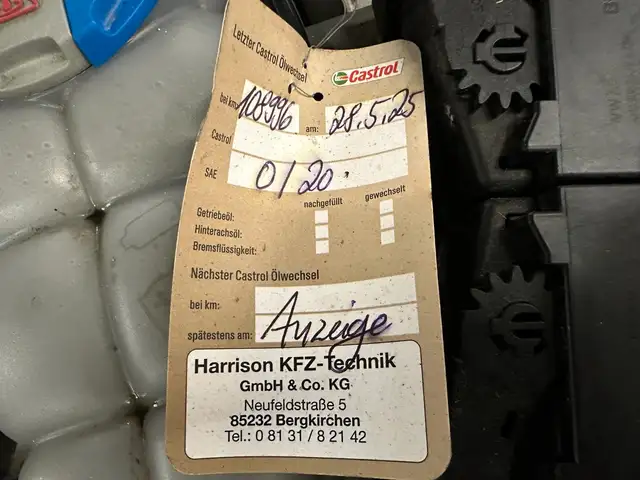 Letzter Castrol Ölwechsel
Castrol
bei km: 108996 am: 28.5.25
Castrol
SAE 0/20
nachgefüllt gewechselt
Getriebeöl:
Hinterachsöl:
Bremsflüssigkeit:
Nächster Castrol Ölwechsel
bei km:
spätestens am: Anzeige
Harrison KFZ-Technik
GmbH & Co. KG
Neufeldstraße 5
85232 Bergkirchen
Tel.: 0 81 31 / 8 21 42